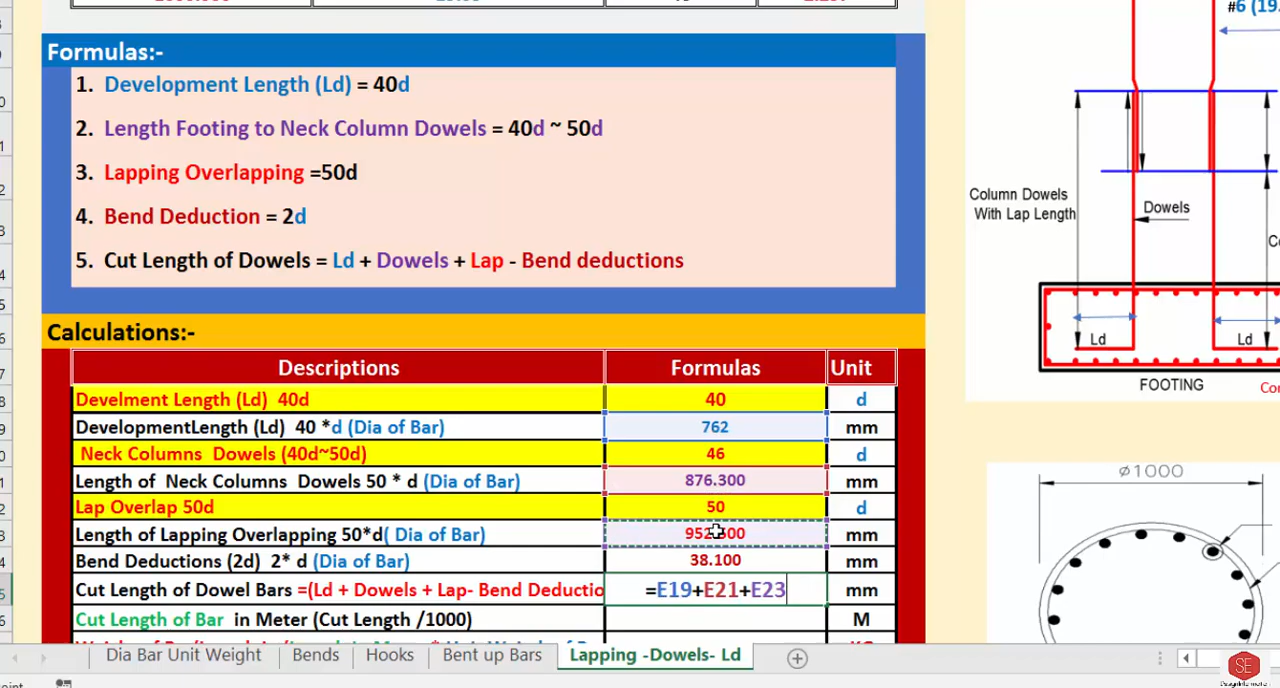 #6 (19.
Formulas:-
1. Development Length (Ld) = 40d
2. Length Footing to Neck Column Dowels = 40d ~ 50d
3. Lapping Overlapping =50d
4. Bend Deduction = 2d
5. Cut Length of Dowels = Ld + Dowels + Lap - Bend deductions
Column Dowels
With Lap Length
Dowels
Ld
Ld
FOOTING
Calculations:-
Descriptions Formulas Unit
Develment Length (Ld) 40d 40 d
DevelopmentLength (Ld) 40 *d (Dia of Bar) 762 mm
Neck Columns Dowels (40d~50d) 46 d
Length of Neck Columns Dowels 50 * d (Dia of Bar) 876.300 mm
Lap Overlap 50d 50 d
Length of Lapping Overlapping 50*d( Dia of Bar) mm
Bend Deductions (2d) 2* d (Dia of Bar) 38.100 mm
Cut Length of Dowel Bars =(Ld + Dowels + Lap- Bend Deductio =E19+E21+E23 mm
Cut Length of Bar in Meter (Cut Length /1000) M
Ø1000
Dia Bar Unit Weight Bends Hooks Bent up Bars Lapping -Dowels- Ld
SE